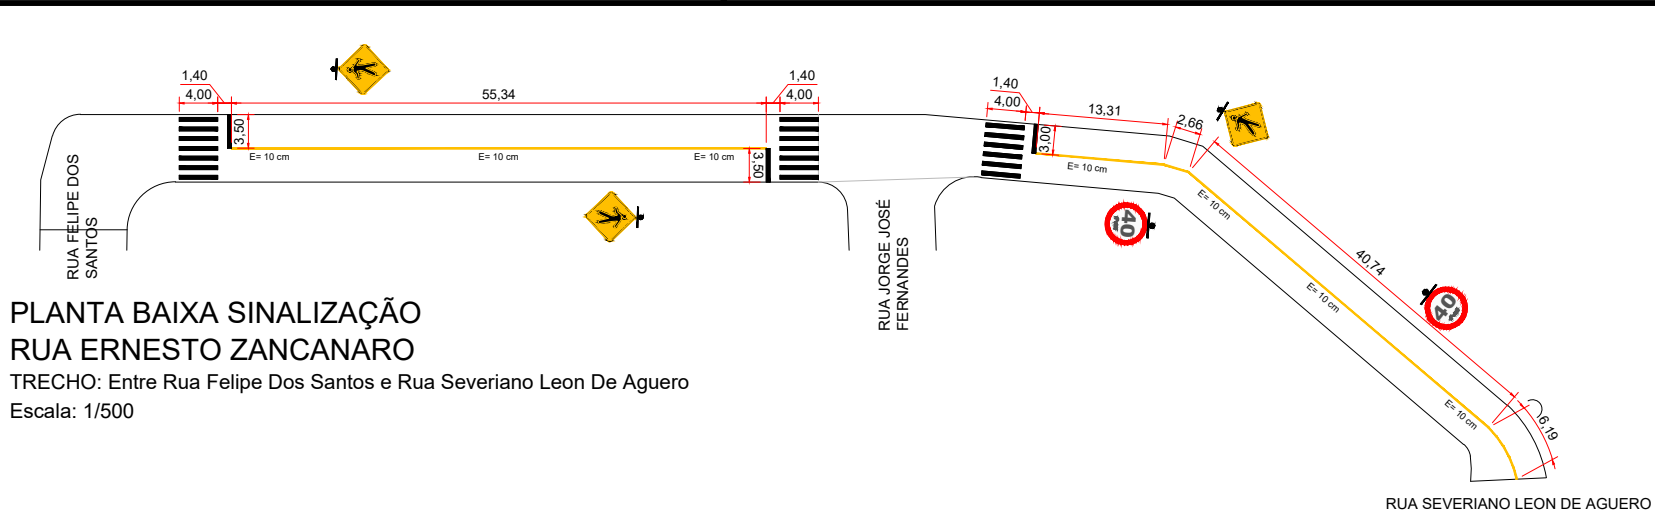 1,40
4,00
55,34
1,40
4,00
3,50
E= 10 cm
E= 10 cm
E= 10 cm
3,50
1,40
4,00
13,31
2,66
3,00
E= 10 cm
E= 10 cm
40
40,74
E= 10 cm
40
E= 10 cm
6,19
RUA FELIPE DOS
SANTOS
RUA JORGE JOSÉ
FERNANDES
PLANTA BAIXA SINALIZAÇÃO
RUA ERNESTO ZANCANARO
TRECHO: Entre Rua Felipe Dos Santos e Rua Severiano Leon De Aguero
Escala: 1/500
RUA SEVERIANO LEON DE AGUERO